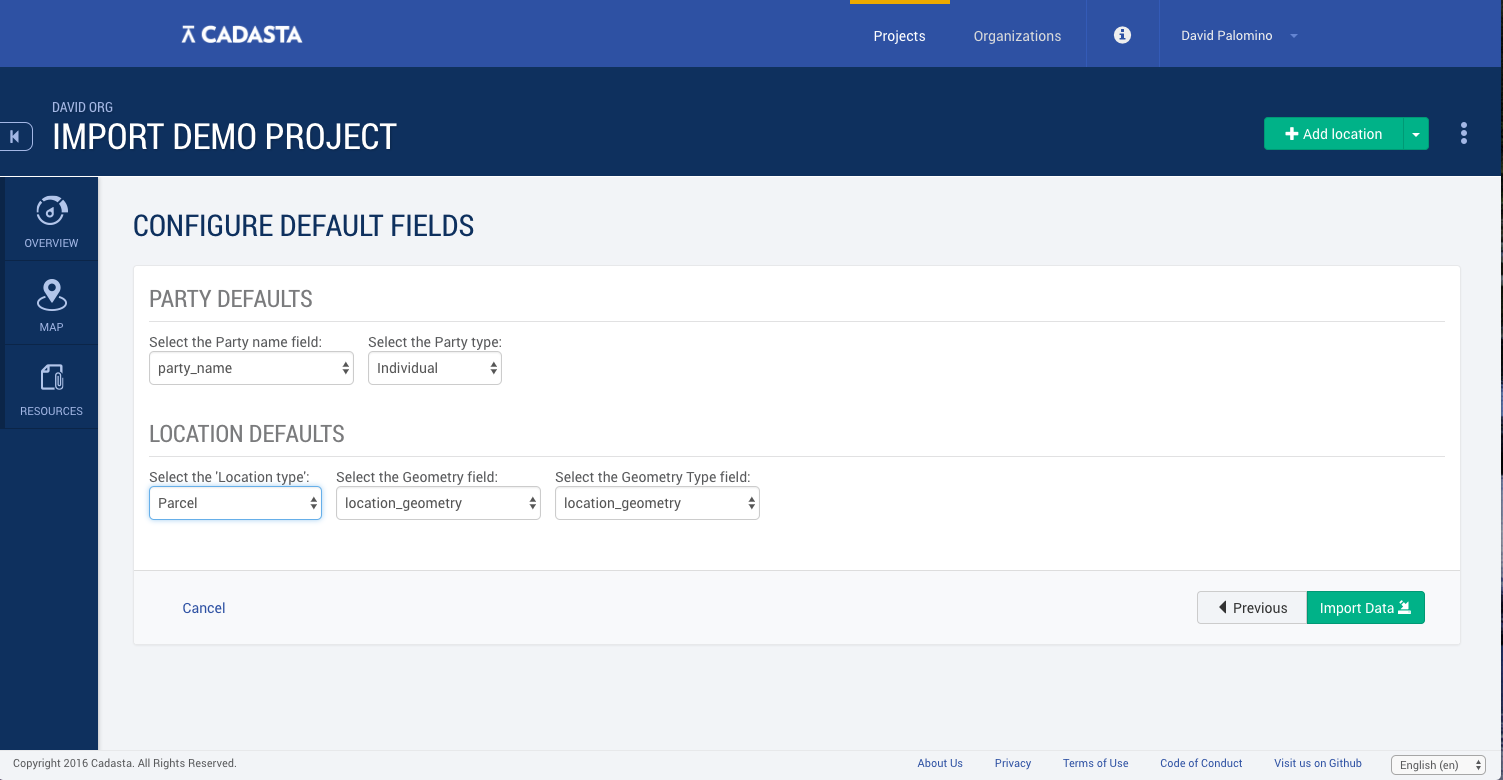 CADASTA
Projects
Organizations
David Palomino
DAVID ORG
IMPORT DEMO PROJECT
Add location
OVERVIEW
MAP
RESOURCES
CONFIGURE DEFAULT FIELDS
PARTY DEFAULTS
Select the Party name field: Select the Party type:
party_name Individual
LOCATION DEFAULTS
Select the 'Location type': Select the Geometry field: Select the Geometry Type field:
Parcel location_geometry location_geometry
Cancel
Previous
Import Data
Copyright 2016 Cadasta. All Rights Reserved.
About Us Privacy Terms of Use Code of Conduct Visit us on Github
English (en)